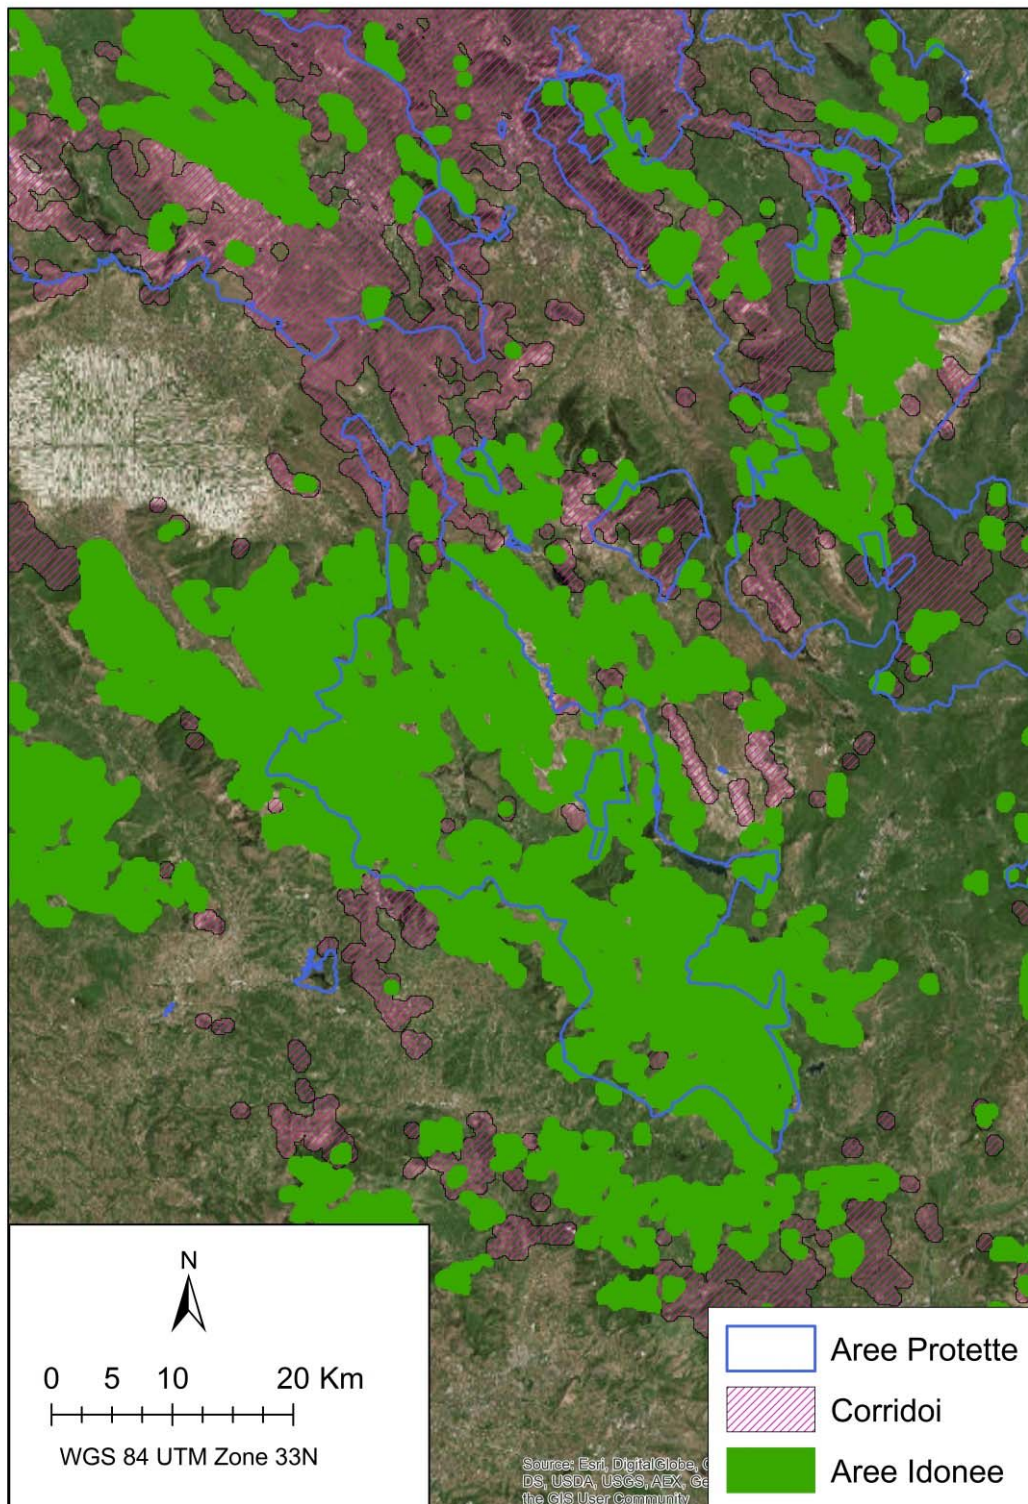 N
0 5 10 20 Km
WGS 84 UTM Zone 33N
Aree Protette
Corridoi
Aree Idonee
Source: Esri, DigitalGlobe,
DS, USDA, USGS, AEX,
the GIS User Community